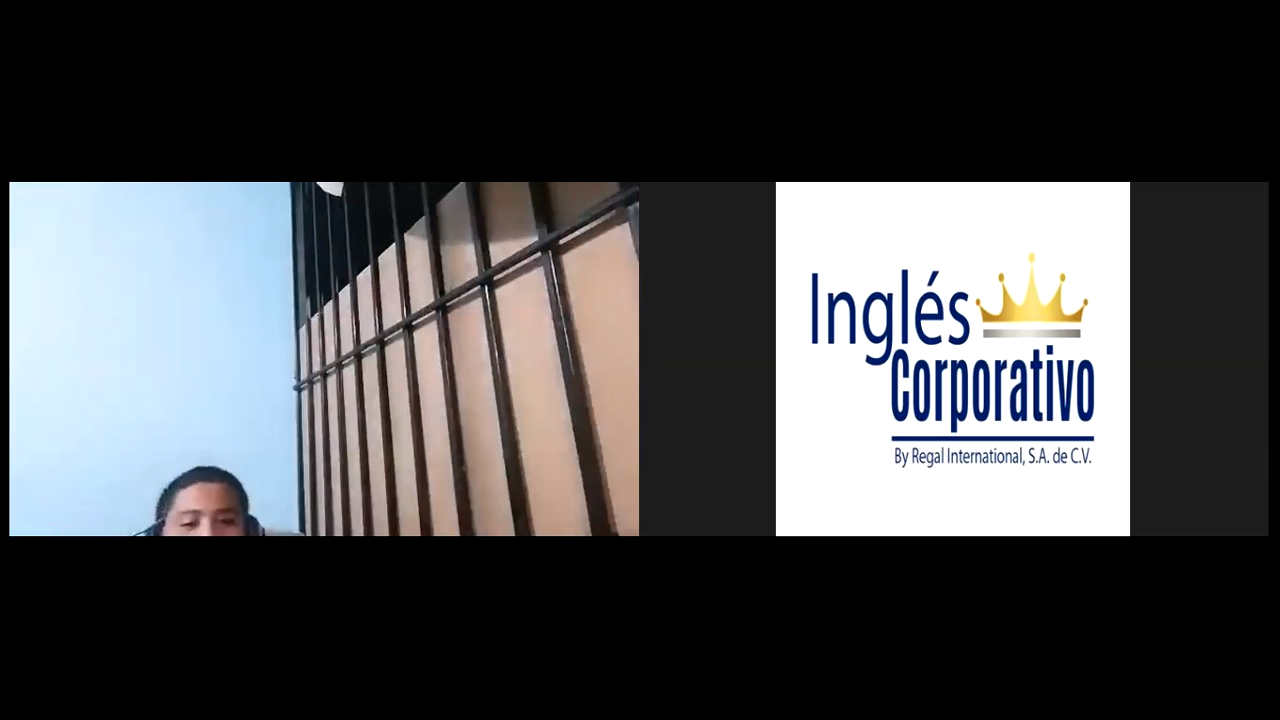 Inglés
Corporativo
By Regal International, S.A. de C.V.